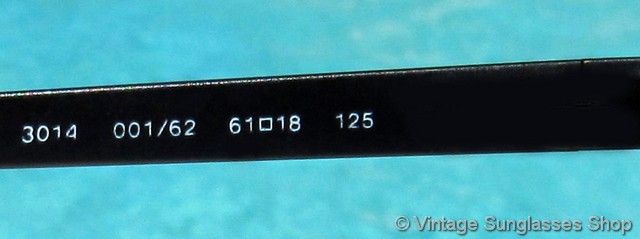 3014 001/62 61□18 125
© Vintage Sunglasses Shop